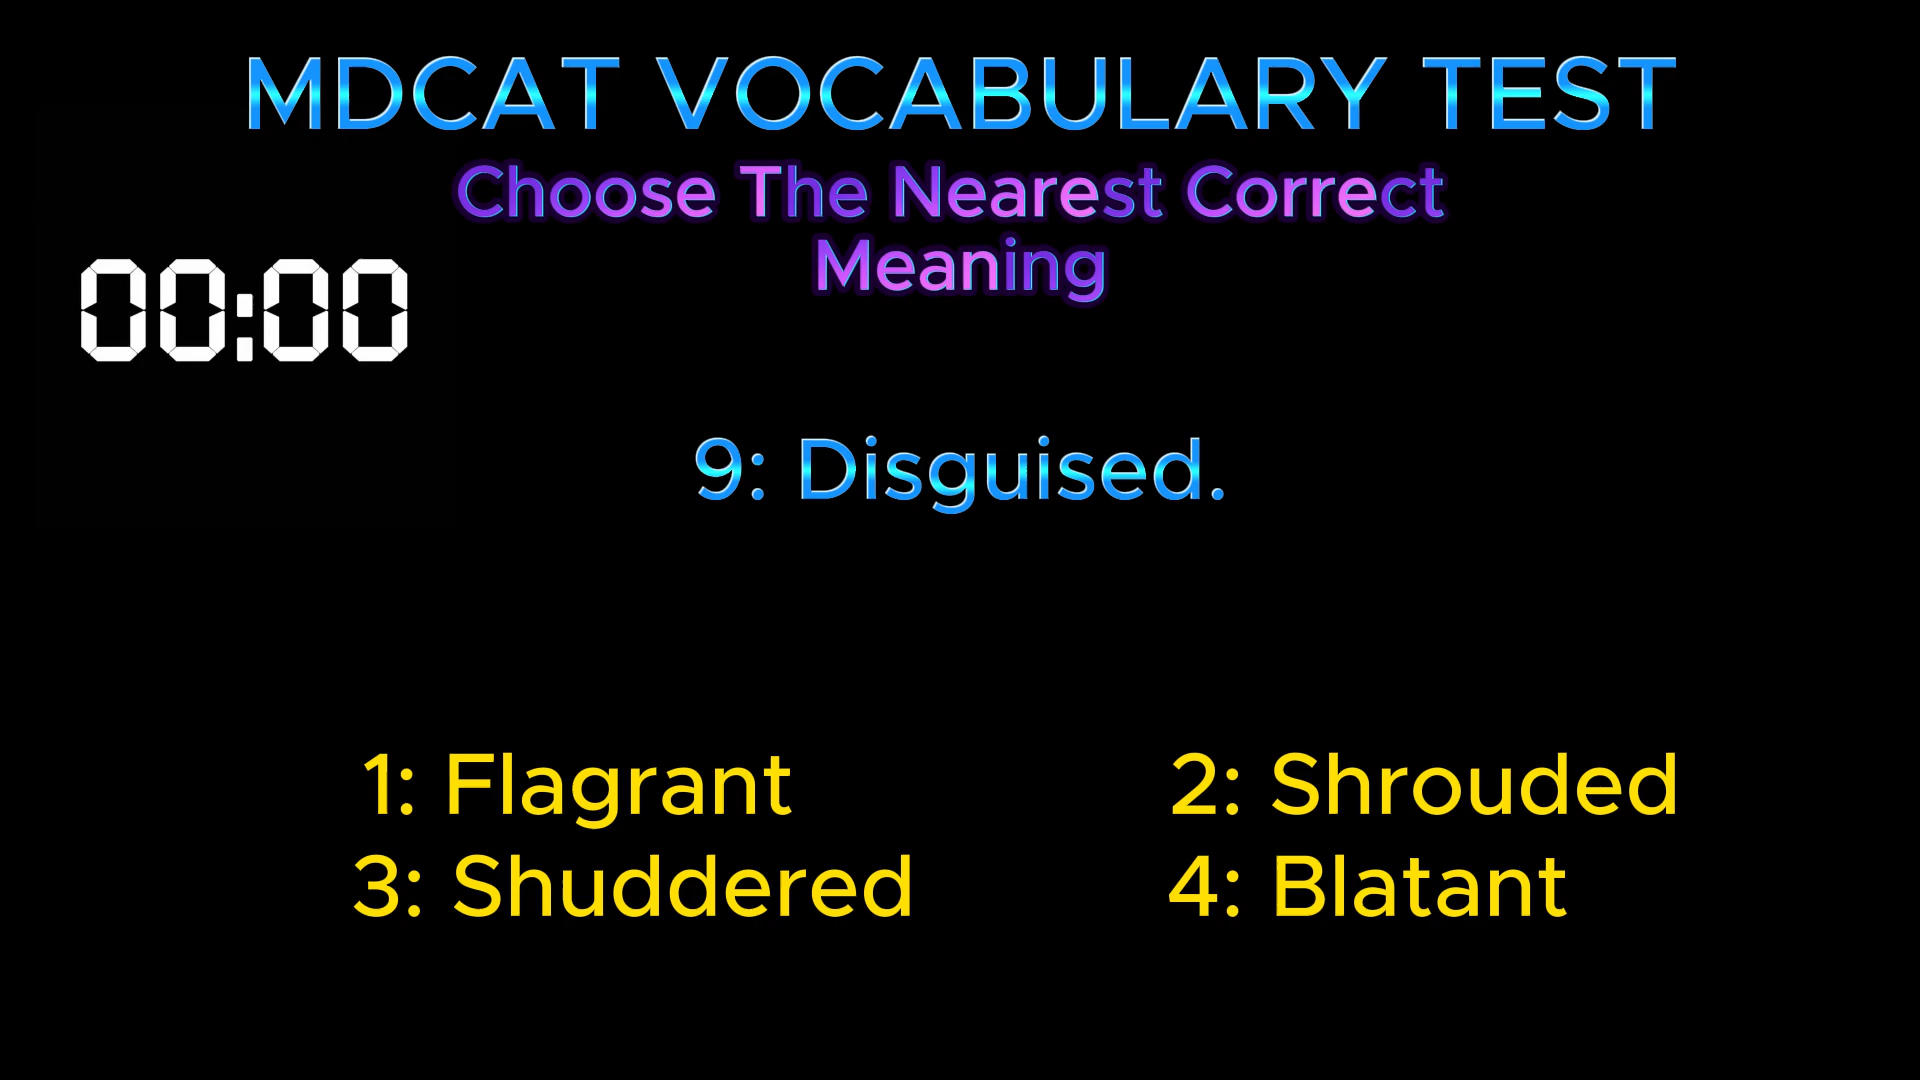 MDCAT VOCABULARY TEST
Choose The Nearest Correct
Meaning
00:00
9: Disguised.
1: Flagrant
2: Shrouded
3: Shuddered
4: Blatant